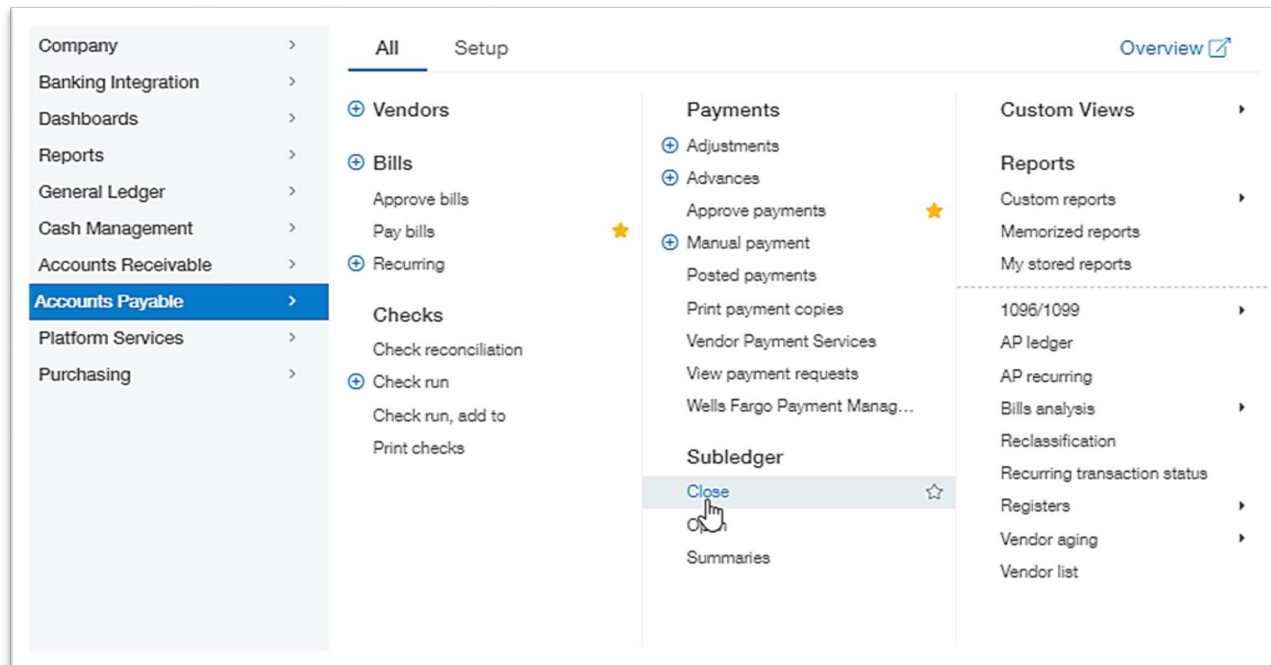 Company
Banking Integration
Dashboards
Reports
General Ledger
Cash Management
Accounts Receivable
Accounts Payable
Platform Services
Purchasing
All Setup
Overview
Vendors
Bills
Approve bills
Pay bills
Recurring
Checks
Check reconciliation
Check run
Check run, add to
Print checks
Payments
Adjustments
Advances
Approve payments
Manual payment
Posted payments
Print payment copies
Vendor Payment Services
View payment requests
Wells Fargo Payment Manag...
Subledger
Close
Open
Summaries
Custom Views
Reports
Custom reports
Memorized reports
My stored reports
1096/1099
AP ledger
AP recurring
Bills analysis
Reclassification
Recurring transaction status
Registers
Vendor aging
Vendor list